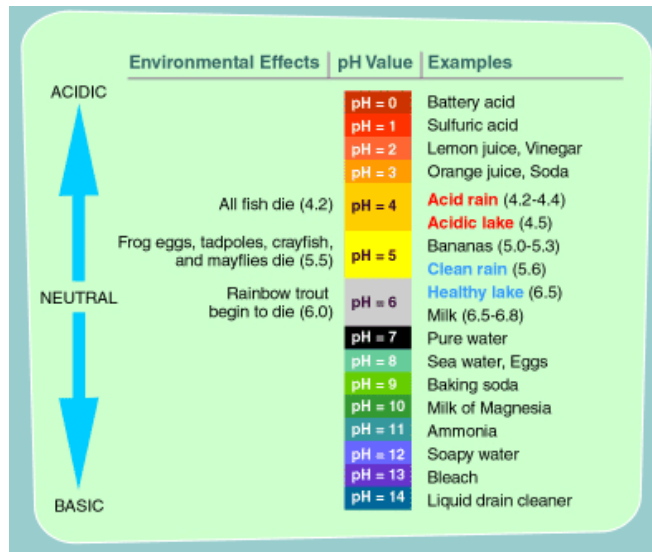 Environmental Effects pH Value Examples
ACIDIC
pH = 0 Battery acid
pH = 1 Sulfuric acid
pH = 2 Lemon juice, Vinegar
pH = 3 Orange juice, Soda
All fish die (4.2) pH = 4 Acid rain (4.2-4.4)
Acidic lake (4.5)
Frog eggs, tadpoles, crayfish,
and mayflies die (5.5)
pH = 5
Bananas (5.0-5.3)
Clean rain (5.6)
NEUTRAL
Rainbow trout
begin to die (6.0)
pH = 6
Healthy lake (6.5)
Milk (6.5-6.8)
pH = 7 Pure water
pH = 8 Sea water, Eggs
pH = 9 Baking soda
pH = 10 Milk of Magnesia
pH = 11 Ammonia
pH = 12 Soapy water
pH = 13 Bleach
pH = 14 Liquid drain cleaner
BASIC